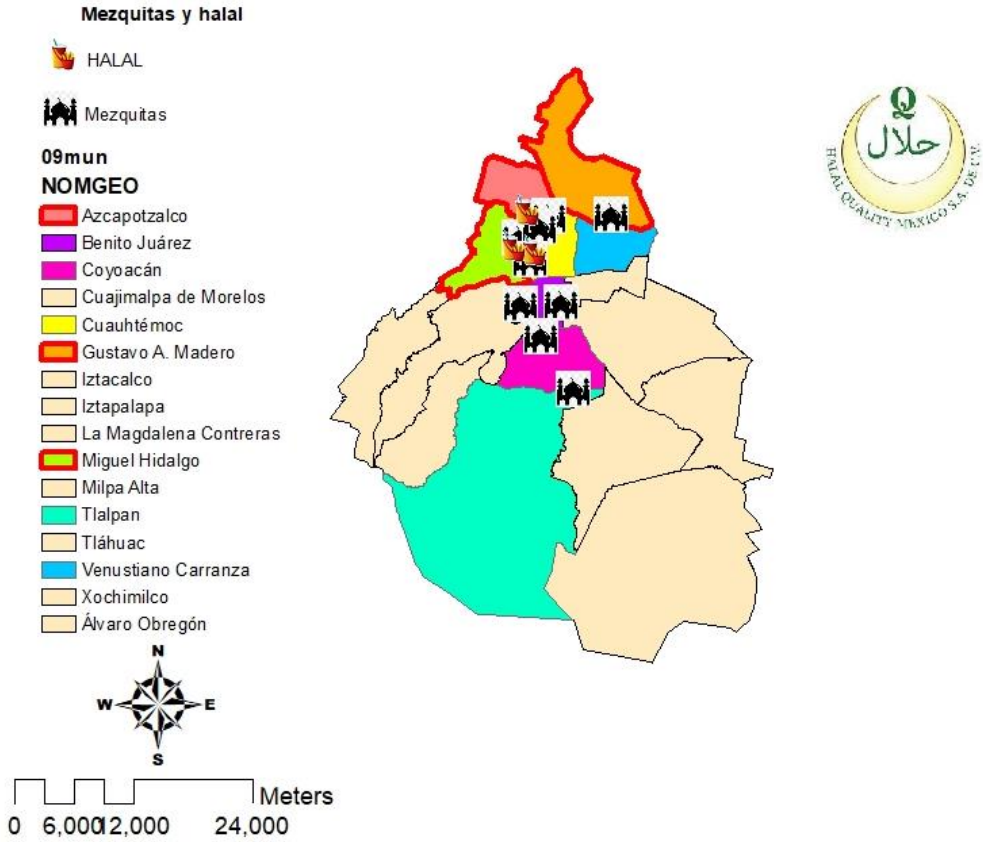 Mezquitas y halal
HALAL
Mezquitas
09mun
NOMGEO
Azcapotzalco
Benito Juárez
Coyoacán
Cuajimalpa de Morelos
Cuauhtémoc
Gustavo A. Madero
Iztacalco
Iztapalapa
La Magdalena Contreras
Miguel Hidalgo
Milpa Alta
Tlalpan
Tláhuac
Venustiano Carranza
Xochimilco
Álvaro Obregón
N
W E
S
Meters
0 6,000 12,000 24,000
Q
حلال
HALAL QUALITY MEXICO S.A. DE C.V.